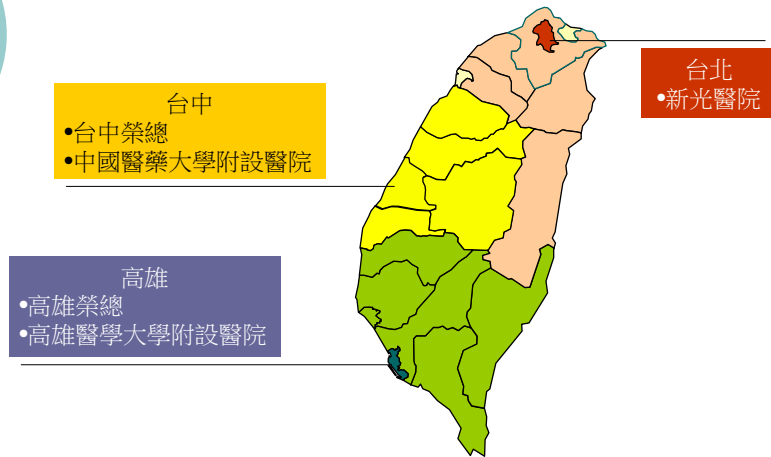 台北
•新光醫院
台中
•台中榮總
•中國醫藥大學附設醫院
高雄
•高雄榮總
•高雄醫學大學附設醫院